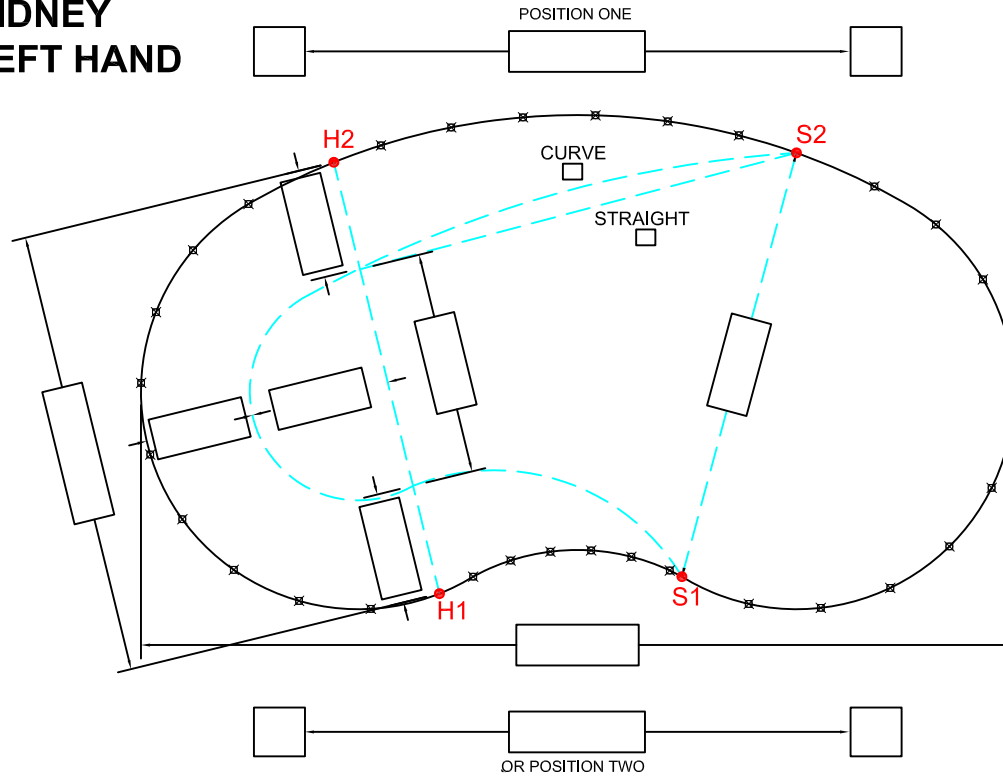 IDNEY
EFT HAND
POSITION ONE
H2
S2
CURVE
STRAIGHT
H1
S1
OR POSITION TWO